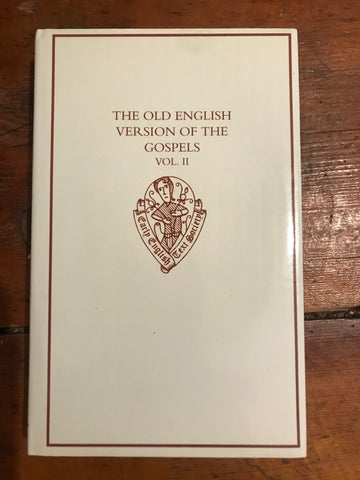 THE OLD ENGLISH
VERSION OF THE
GOSPELS
VOL. II
Early English Text Society